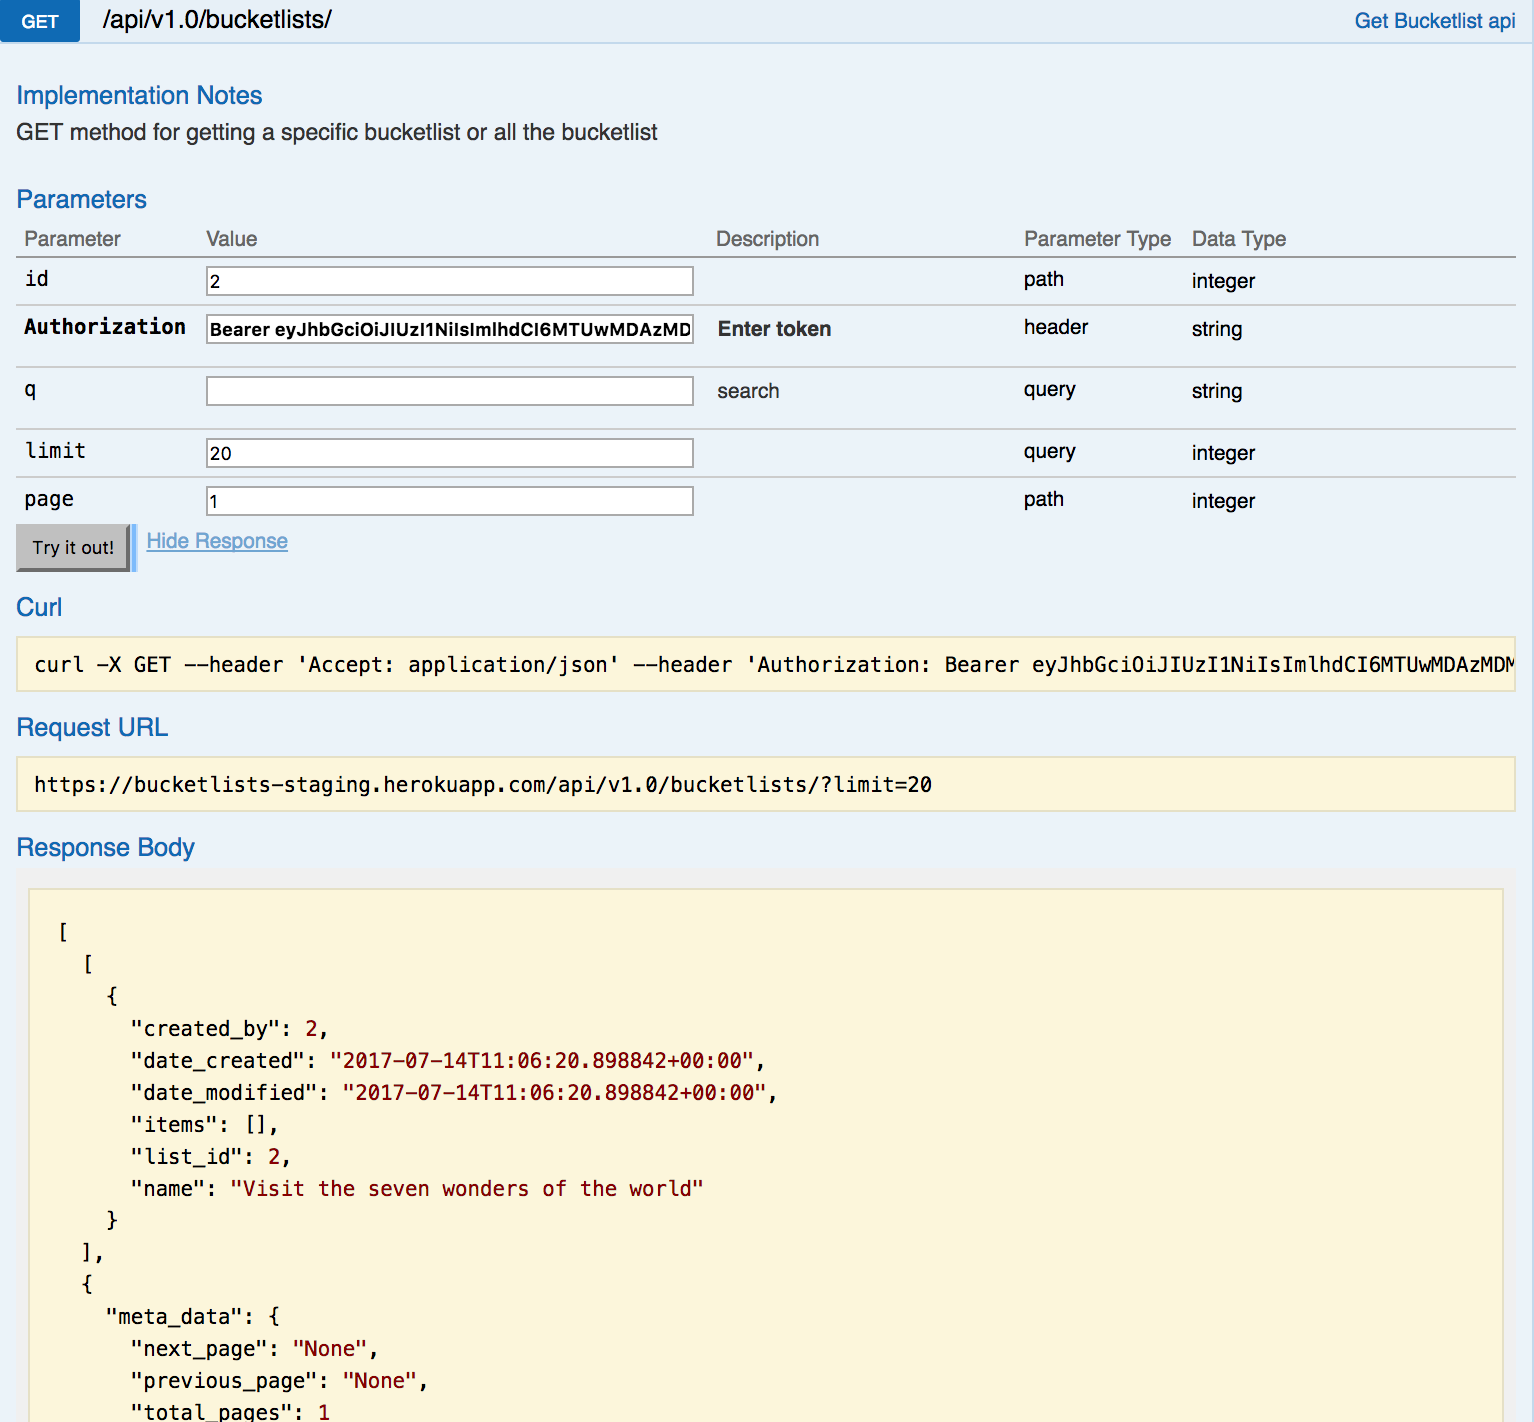 GET /api/v1.0/bucketlists/ Get Bucketlist api
Implementation Notes
GET method for getting a specific bucketlist or all the bucketlist
Parameters
Parameter Value Description Parameter Type Data Type
id 2 path integer
Authorization Bearer eyJhbGciOiJIUzI1NiIsImlhdCI6MTUwMDAzMD Enter token header string
q search query string
limit 20 query integer
page 1 path integer
Try it out! Hide Response
Curl
curl -X GET --header 'Accept: application/json' --header 'Authorization: Bearer eyJhbGciOiJIUzI1NiIsImlhdCI6MTUwMDAzMDM
Request URL
https://bucketlists-staging.herokuapp.com/api/v1.0/bucketlists/?limit=20
Response Body
[
[
{
"created_by": 2,
"date_created": "2017-07-14T11:06:20.898842+00:00",
"date_modified": "2017-07-14T11:06:20.898842+00:00",
"items": [],
"list_id": 2,
"name": "Visit the seven wonders of the world"
}
],
{
"meta_data": {
"next_page": "None",
"previous_page": "None",
"total_pages": 1